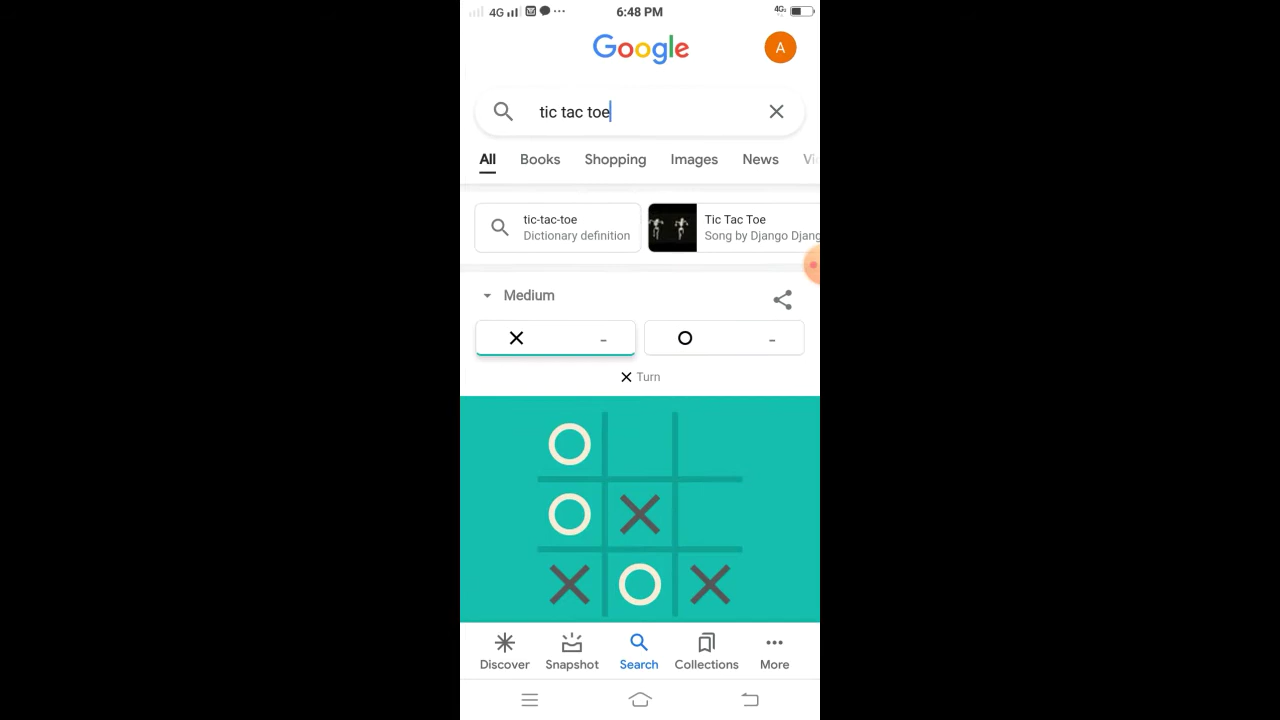 4G 6:48 PM 4G
Google A
tic tac toe
All Books Shopping Images News Vi
tic-tac-toe
Dictionary definition
Tic Tac Toe
Song by Django Djang
Medium
X - O -
X Turn
O
O X
X O X
Discover Snapshot Search Collections More